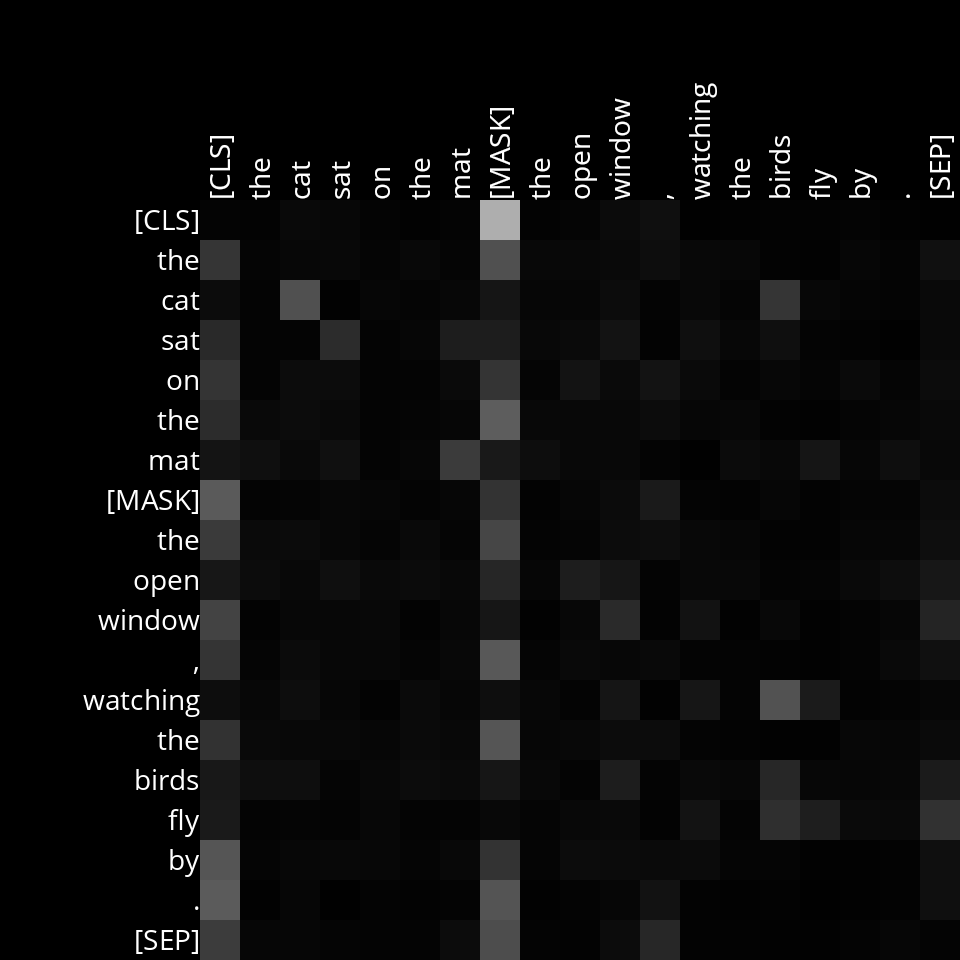 [CLS] the cat sat on the mat [MASK] the open window , watching the birds fly by . [SEP]
[CLS]
the
cat
sat
on
the
mat
[MASK]
the
open
window
,
watching
the
birds
fly
by
.
[SEP]